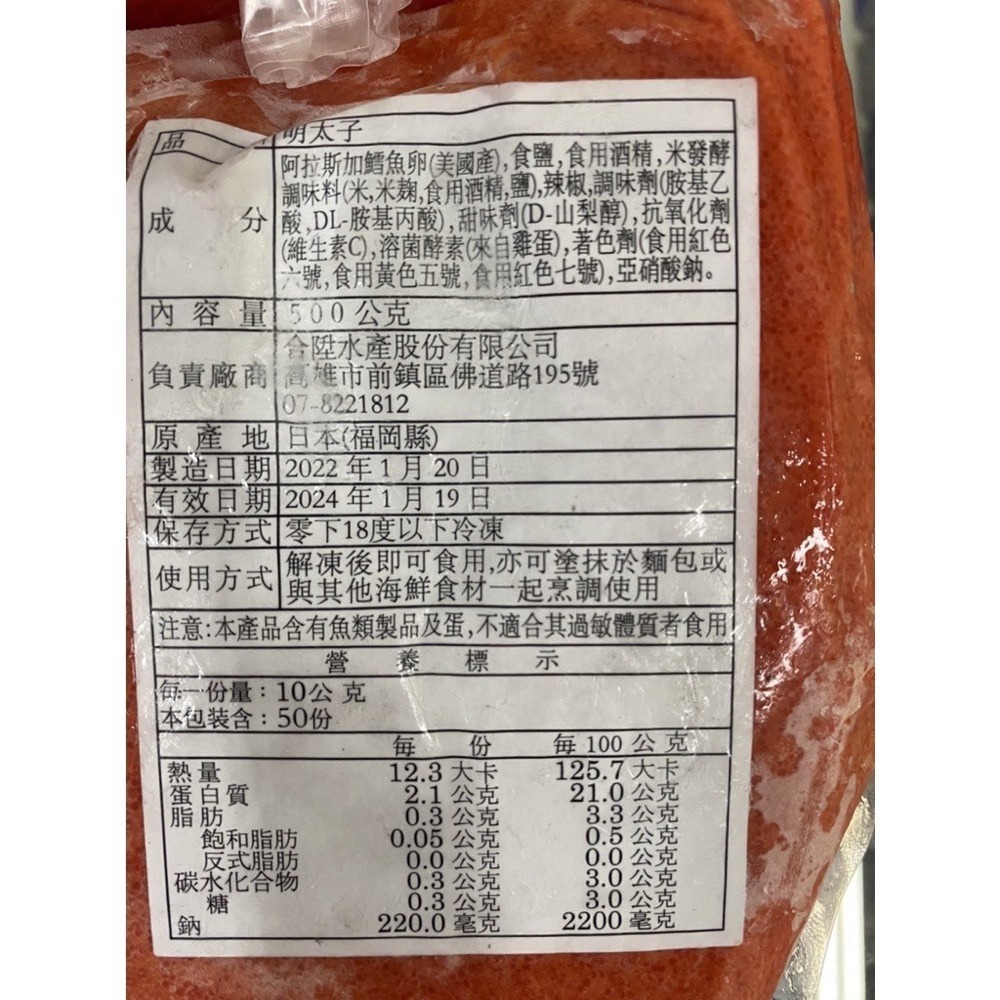 品 明太子
阿拉斯加鱈魚卵(美國產),食鹽,食用酒精,米發酵
調味料(米,米麴,食用酒精,鹽),辣椒,調味劑(胺基乙
成 分 酸,DL-胺基丙酸),甜味劑(D-山梨醇),抗氧化劑
(維生素C),溶菌酵素(來自雞蛋),著色劑(食用紅色
六號,食用黃色五號,食用紅色七號),亞硝酸鈉。
內容量 500公克
合陞水產股份有限公司
負責廠商 高雄市前鎮區佛道路195號
07-8221812
原產地 日本(福岡縣)
製造日期 2022年1月20日
有效日期 2024年1月19日
保存方式 零下18度以下冷凍
使用方式 解凍後即可食用,亦可塗抹於麵包或
與其他海鮮食材一起烹調使用
注意:本產品含有魚類製品及蛋,不適合其過敏體質者食用
營養標示
每一份量:10公克
本包裝含:50份
每份 每100公克
熱量 12.3大卡 125.7大卡
蛋白質 2.1公克 21.0公克
脂肪 0.3公克 3.3公克
飽和脂肪 0.05公克 0.5公克
反式脂肪 0.0公克 0.0公克
碳水化合物 0.3公克 3.0公克
糖 0.3公克 3.0公克
鈉 220.0毫克 2200毫克